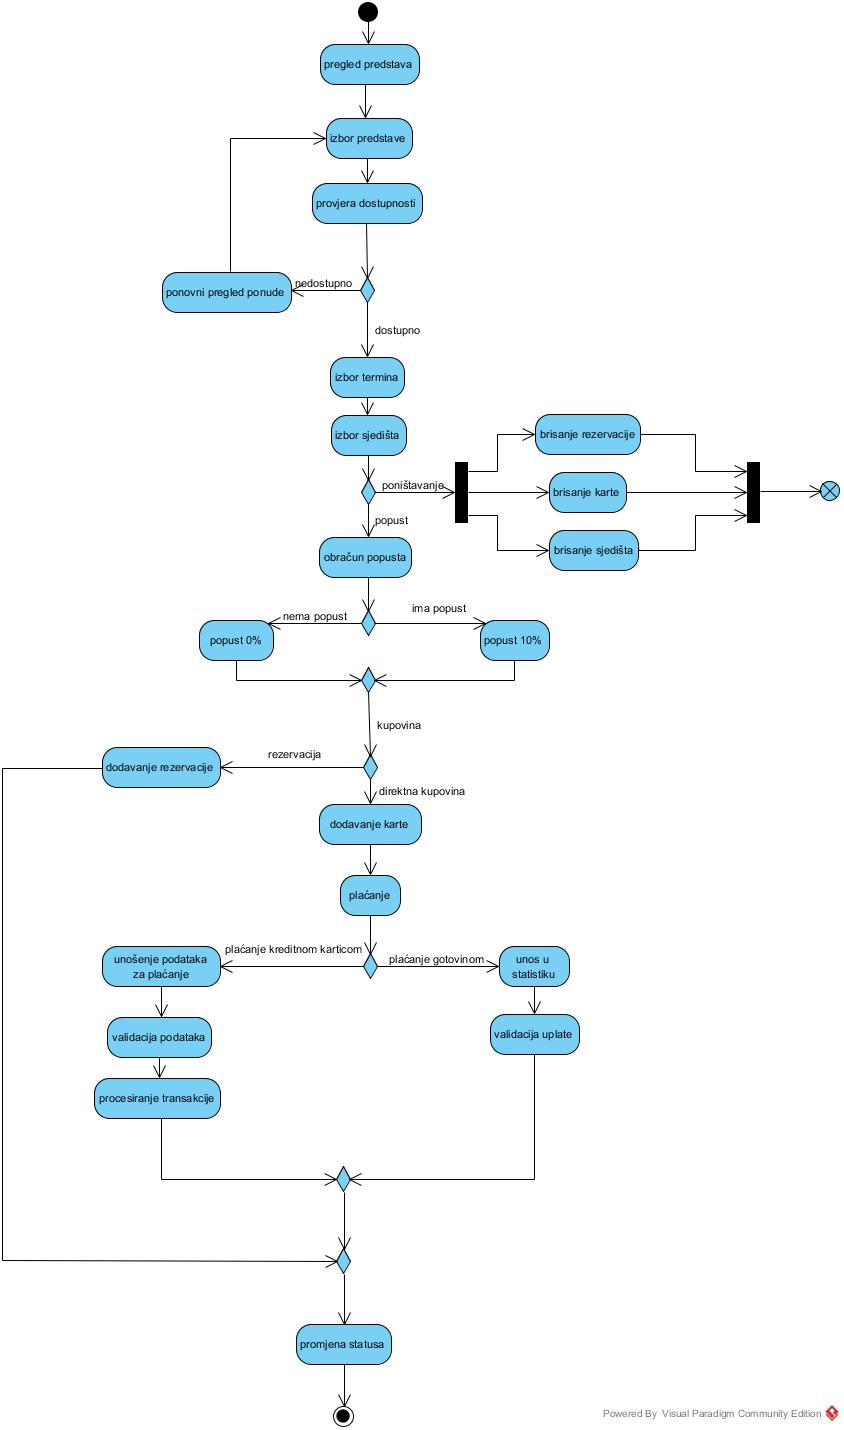 pregled predstava
izbor predstave
provjera dostupnosti
nedostupno
ponovni pregled ponude
dostupno
izbor termina
izbor sjedišta
poništavanje
brisanje rezervacije
brisanje karte
brisanje sjedišta
popust
obračun popusta
nema popust
ima popust
popust 0%
popust 10%
kupovina
rezervacija
dodavanje rezervacije
direktna kupovina
dodavanje karte
plaćanje
plaćanje kreditnom karticom
plaćanje gotovinom
unošenje podataka
za plaćanje
unos u
statistiku
validacija podataka
validacija uplate
procesiranje transakcije
promjena statusa
Powered By Visual Paradigm Community Edition